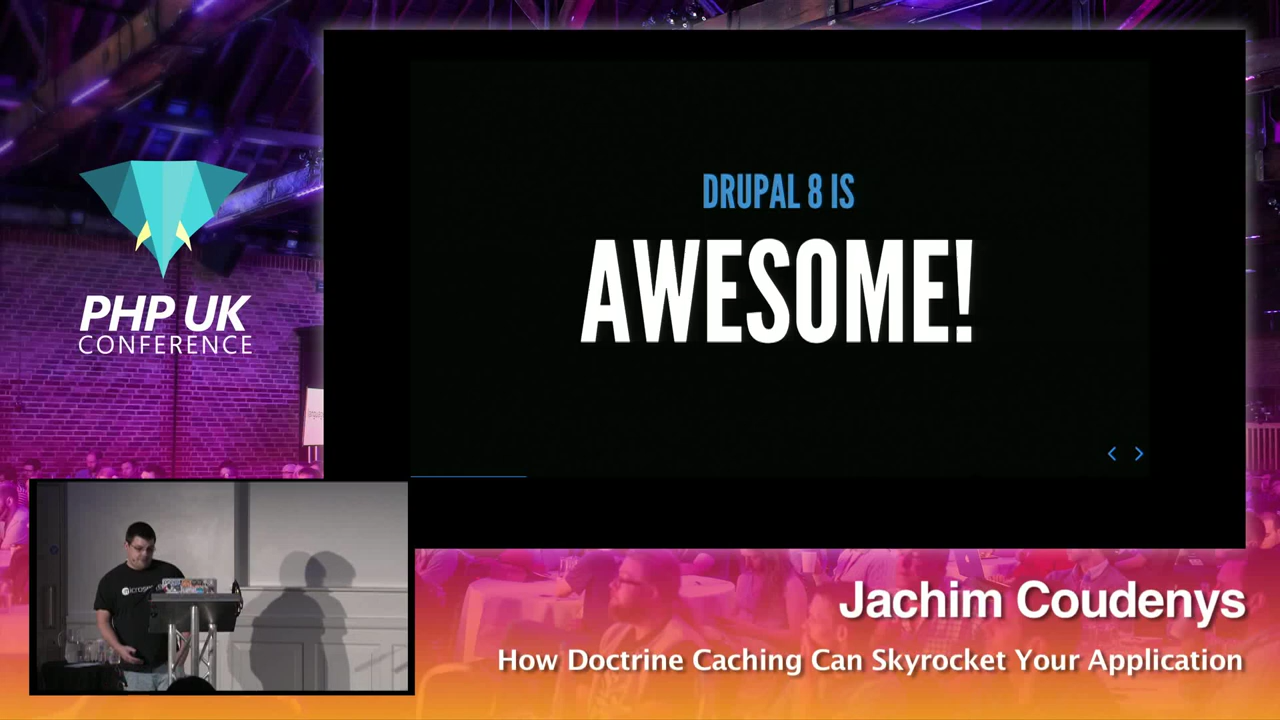 DRUPAL 8 IS
AWESOME!
PHP UK
CONFERENCE
Jachim Coudenys
How Doctrine Caching Can Skyrocket Your Application